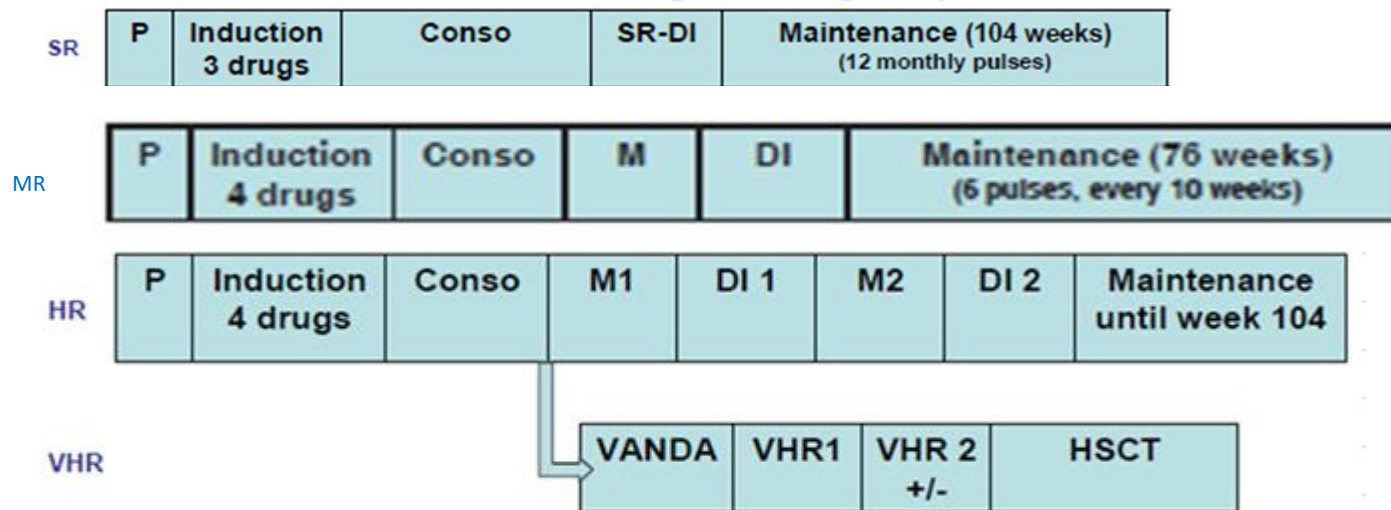 SR
P
Induction
3 drugs
Conso
SR-DI
Maintenance (104 weeks)
(12 monthly pulses)
MR
P
Induction
4 drugs
Conso
M
DI
Maintenance (76 weeks)
(6 pulses, every 10 weeks)
HR
P
Induction
4 drugs
Conso
M1
DI 1
M2
DI 2
Maintenance
until week 104
VHR
VANDA
VHR1
VHR 2
+/-
HSCT